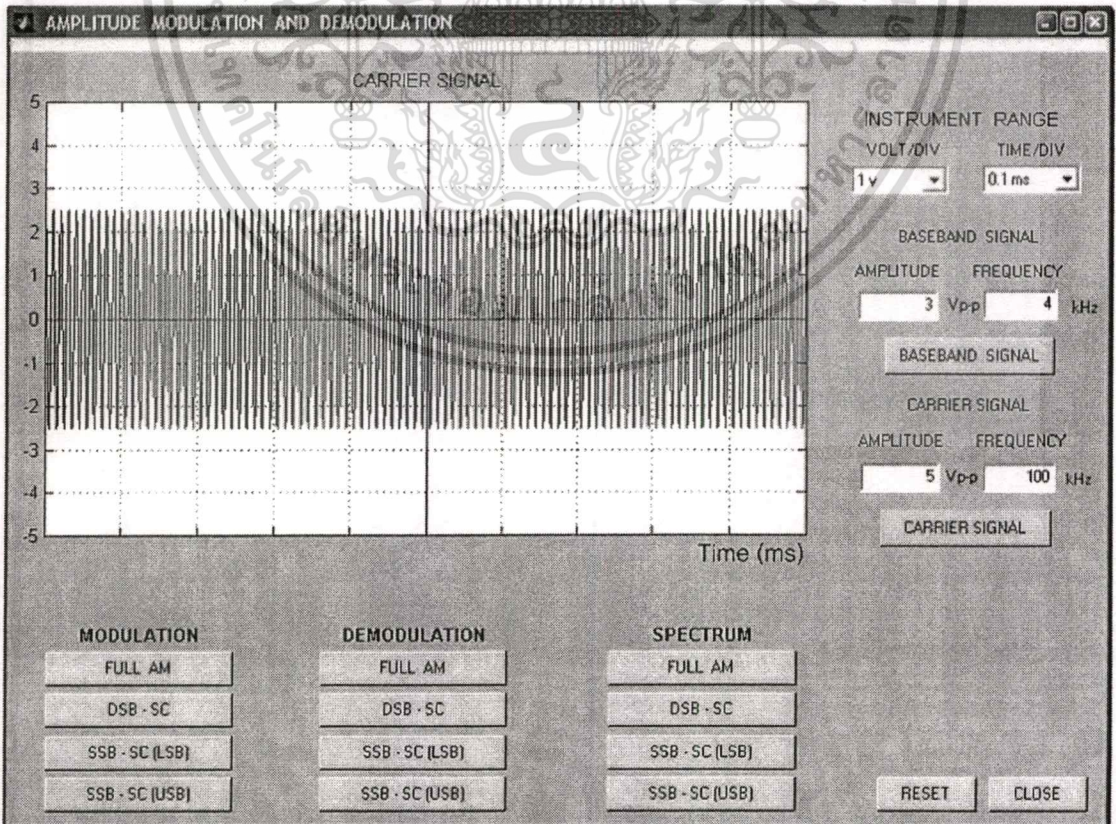 AMPLITUDE MODULATION AND DEMODULATION
CARRIER SIGNAL
5
4
3
2
1
0
-1
-2
-3
-4
-5
Time (ms)
INSTRUMENT RANGE
VOLT/DIV TIME/DIV
1 v 0.1 ms
BASEBAND SIGNAL
AMPLITUDE FREQUENCY
3 Vp-p 4 kHz
BASEBAND SIGNAL
CARRIER SIGNAL
AMPLITUDE FREQUENCY
5 Vp-p 100 kHz
CARRIER SIGNAL
MODULATION DEMODULATION SPECTRUM
FULL AM FULL AM FULL AM
DSB - SC DSB - SC DSB - SC
SSB - SC (LSB) SSB - SC (LSB) SSB - SC (LSB)
SSB - SC (USB) SSB - SC (USB) SSB - SC (USB)
RESET CLOSE